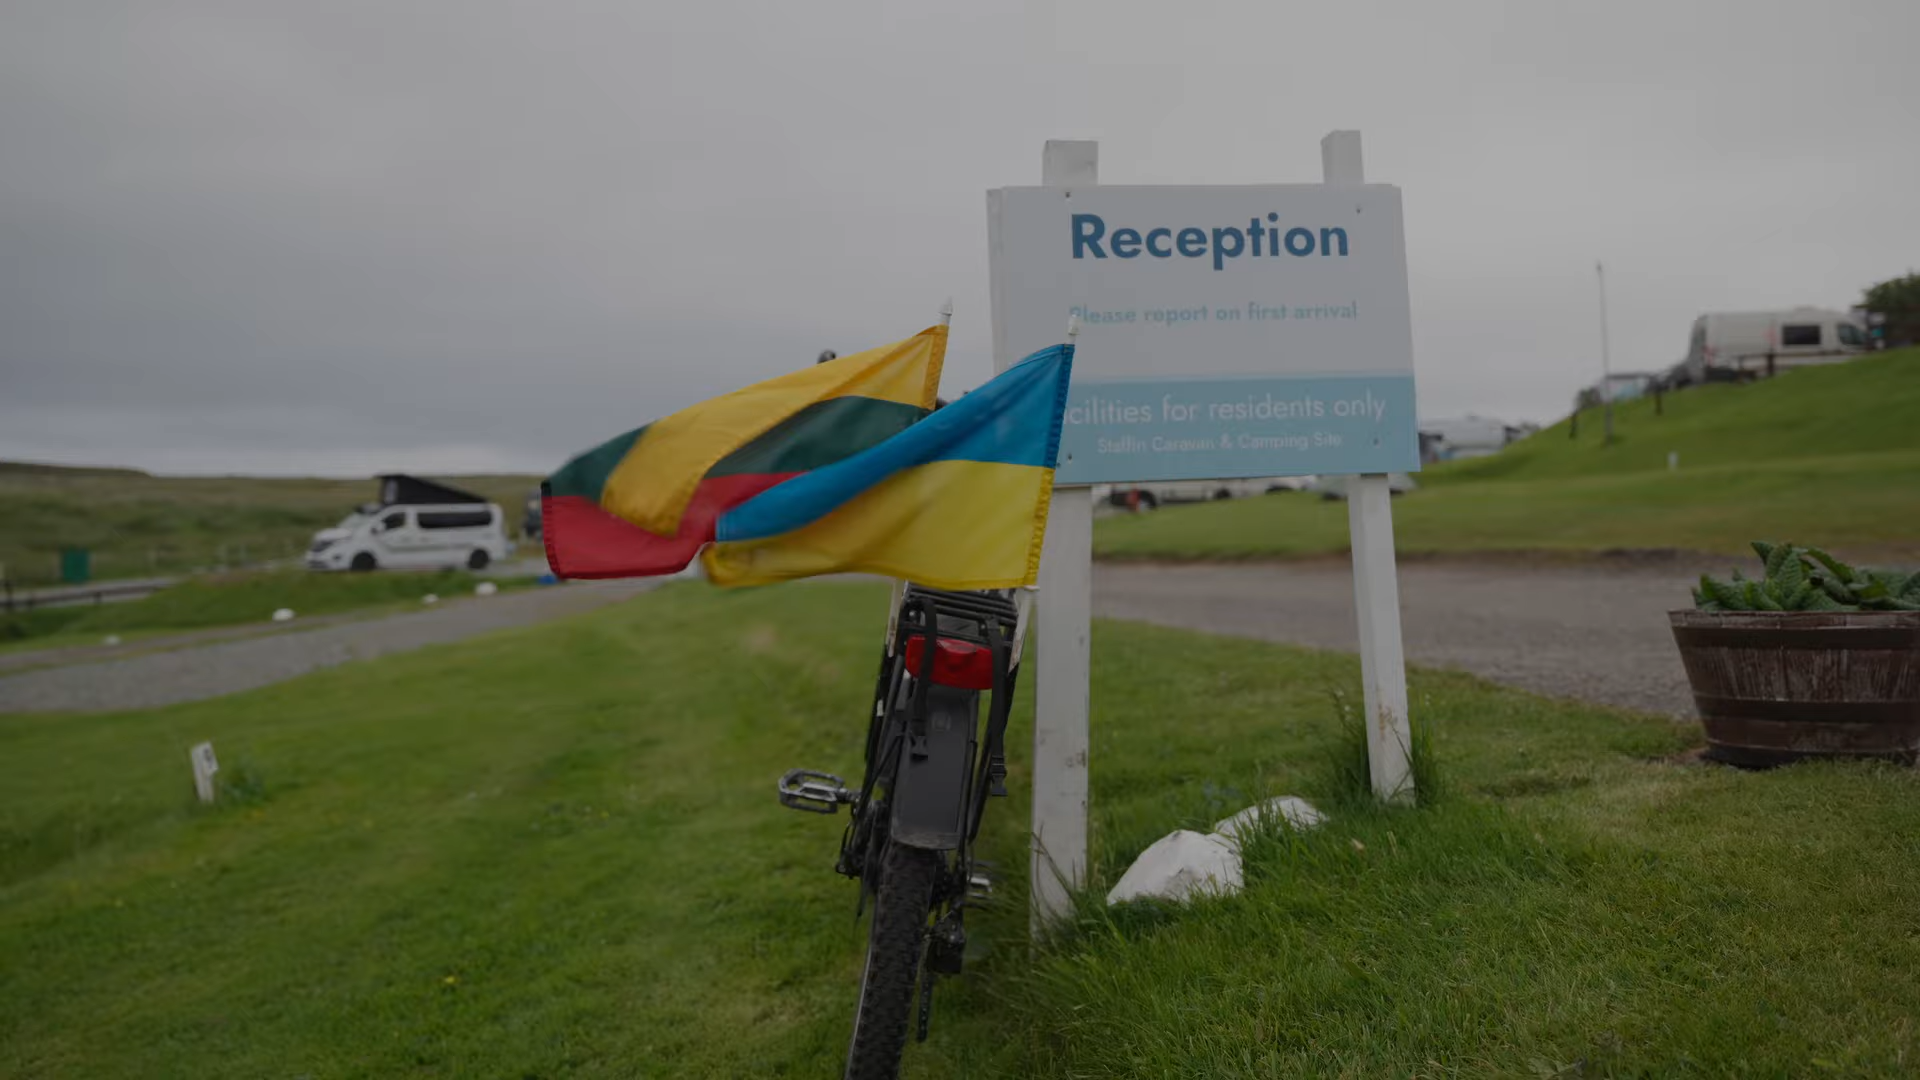 Reception
Please report on first arrival
cilities for residents only
Staffin Caravan & Camping Site